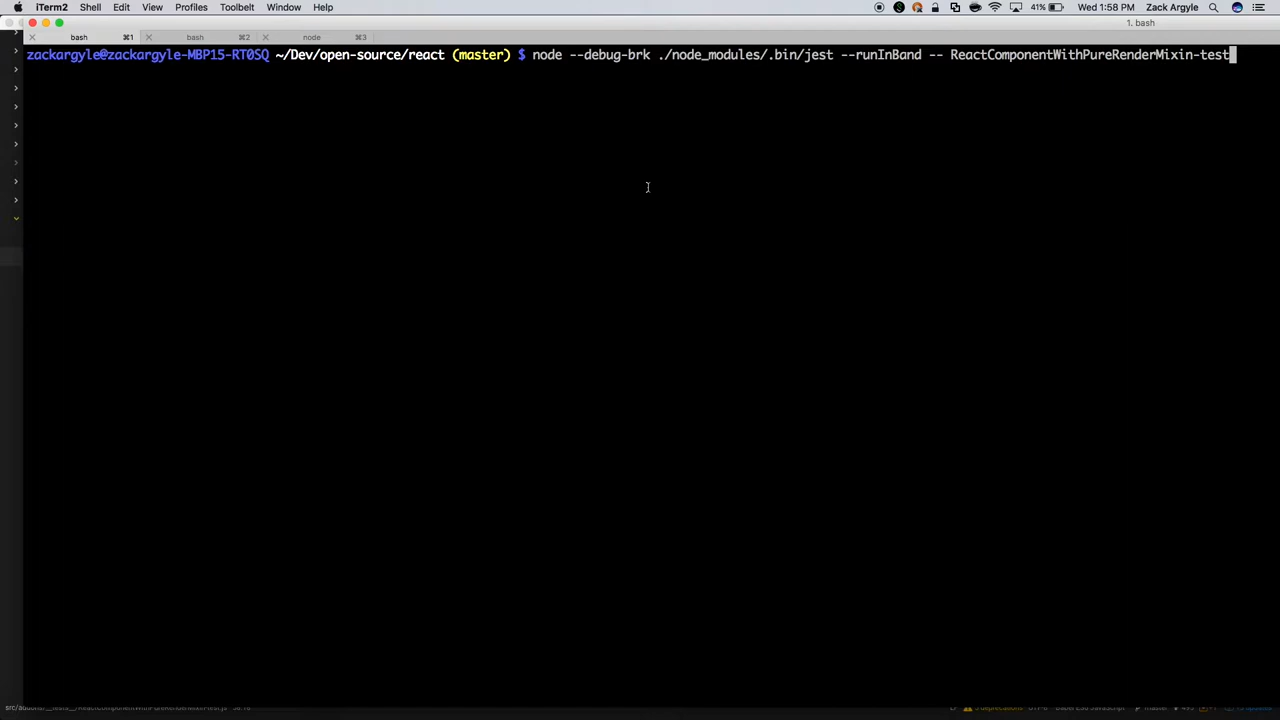 iTerm2 Shell Edit View Profiles Toolbelt Window Help 41% Wed 1:58 PM Zack Argyle
1. bash
bash ⌘1 bash ⌘2 node ⌘3
zackargyle@zackargyle-MBP15-RT0SQ ~/Dev/open-source/react (master) $ node --debug-brk ./node_modules/.bin/jest --runInBand -- ReactComponentWithPureRenderMixin-test